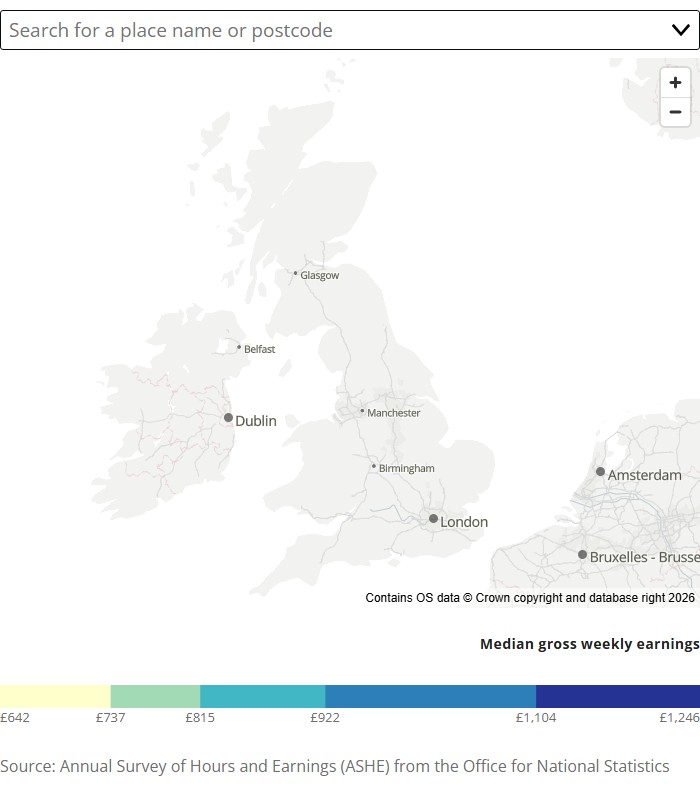 Search for a place name or postcode
+
−
Glasgow
Belfast
Dublin
Manchester
Birmingham
Amsterdam
London
Bruxelles - Brusse
Contains OS data © Crown copyright and database right 2026
Median gross weekly earnings
£642 £737 £815 £922 £1,104 £1,246
Source: Annual Survey of Hours and Earnings (ASHE) from the Office for National Statistics